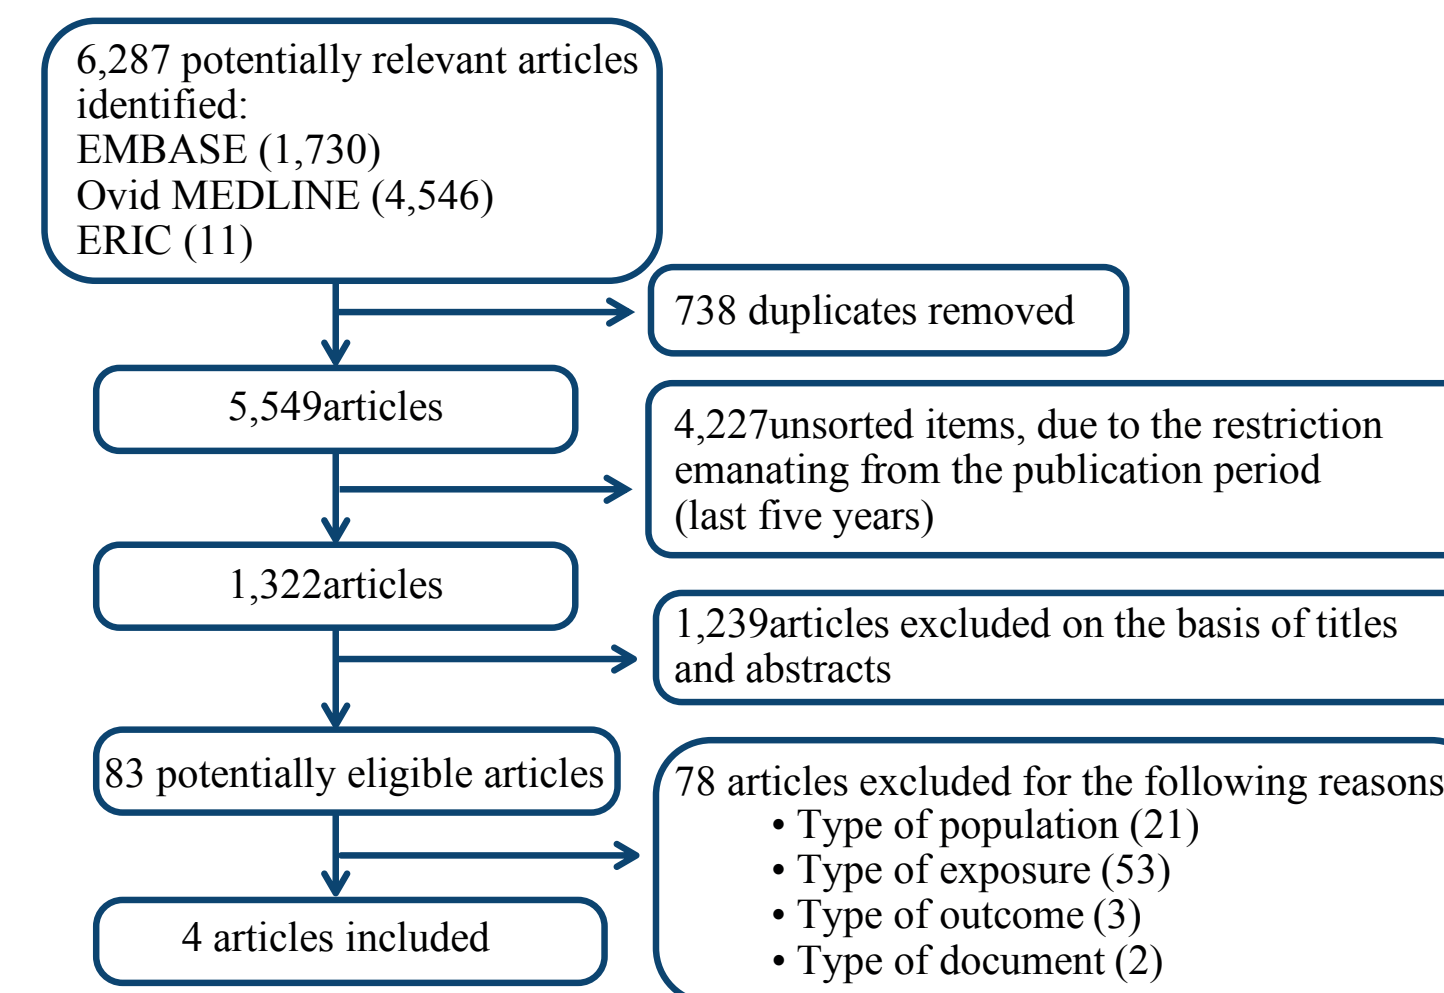 6,287 potentially relevant articles
identified:
EMBASE (1,730)
Ovid MEDLINE (4,546)
ERIC (11)
738 duplicates removed
5,549articles
4,227unsorted items, due to the restriction
emanating from the publication period
(last five years)
1,322articles
1,239articles excluded on the basis of titles
and abstracts
83 potentially eligible articles
78 articles excluded for the following reasons
• Type of population (21)
• Type of exposure (53)
• Type of outcome (3)
• Type of document (2)
4 articles included